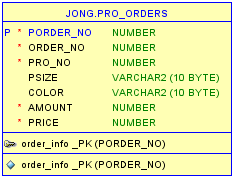 JONG.PRO_ORDERS
P * PORDER_NO NUMBER
* ORDER_NO NUMBER
* PRO_NO NUMBER
PSIZE VARCHAR2 (10 BYTE)
COLOR VARCHAR2 (10 BYTE)
* AMOUNT NUMBER
* PRICE NUMBER
order_info _PK (PORDER_NO)
order_info _PK (PORDER_NO)